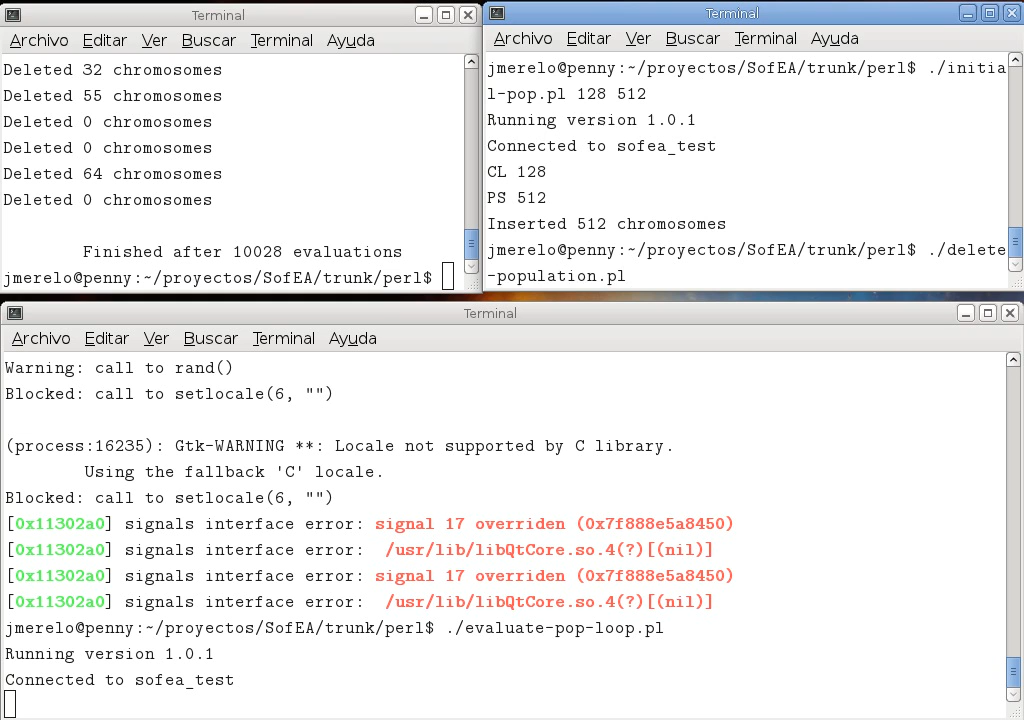 Terminal
Archivo Editar Ver Buscar Terminal Ayuda
Deleted 32 chromosomes
Deleted 55 chromosomes
Deleted 0 chromosomes
Deleted 0 chromosomes
Deleted 64 chromosomes
Deleted 0 chromosomes
Finished after 10028 evaluations
jmerelo@penny:~/proyectos/SofEA/trunk/perl$
Terminal
Archivo Editar Ver Buscar Terminal Ayuda
jmerelo@penny:~/proyectos/SofEA/trunk/perl$ ./initia
l-pop.pl 128 512
Running version 1.0.1
Connected to sofea_test
CL 128
PS 512
Inserted 512 chromosomes
jmerelo@penny:~/proyectos/SofEA/trunk/perl$ ./delete
-population.pl
Terminal
Archivo Editar Ver Buscar Terminal Ayuda
Warning: call to rand()
Blocked: call to setlocale(6, "")
(process:16235): Gtk-WARNING **: Locale not supported by C library.
Using the fallback 'C' locale.
Blocked: call to setlocale(6, "")
[0x11302a0] signals interface error: signal 17 overriden (0x7f888e5a8450)
[0x11302a0] signals interface error:  /usr/lib/libQtCore.so.4(?)[(nil)]
[0x11302a0] signals interface error: signal 17 overriden (0x7f888e5a8450)
[0x11302a0] signals interface error:  /usr/lib/libQtCore.so.4(?)[(nil)]
jmerelo@penny:~/proyectos/SofEA/trunk/perl$ ./evaluate-pop-loop.pl
Running version 1.0.1
Connected to sofea_test